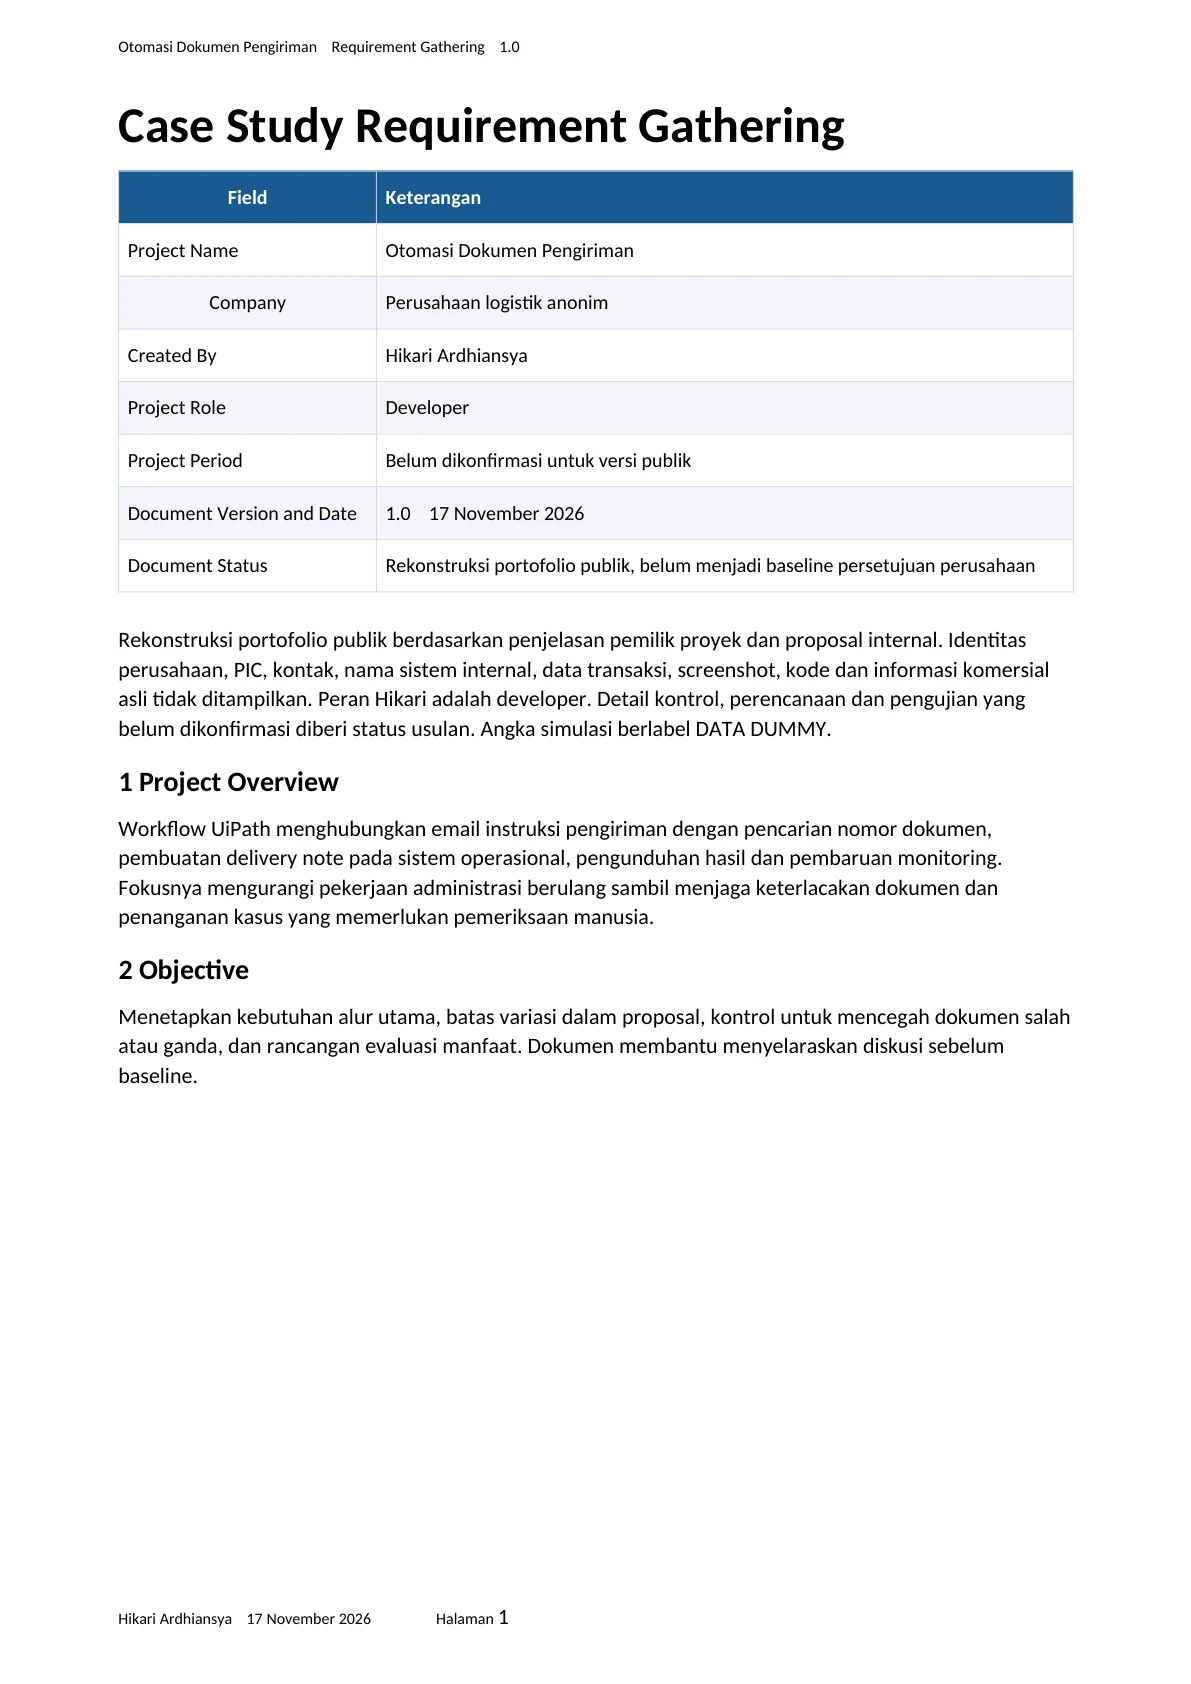 Otomasi Dokumen Pengiriman Requirement Gathering 1.0
Case Study Requirement Gathering
Field Keterangan
Project Name Otomasi Dokumen Pengiriman
Company Perusahaan logistik anonim
Created By Hikari Ardhiansya
Project Role Developer
Project Period Belum dikonfirmasi untuk versi publik
Document Version and Date 1.0 17 November 2026
Document Status Rekonstruksi portofolio publik, belum menjadi baseline persetujuan perusahaan
Rekonstruksi portofolio publik berdasarkan penjelasan pemilik proyek dan proposal internal. Identitas
perusahaan, PIC, kontak, nama sistem internal, data transaksi, screenshot, kode dan informasi komersial
asli tidak ditampilkan. Peran Hikari adalah developer. Detail kontrol, perencanaan dan pengujian yang
belum dikonfirmasi diberi status usulan. Angka simulasi berlabel DATA DUMMY.
1 Project Overview
Workflow UiPath menghubungkan email instruksi pengiriman dengan pencarian nomor dokumen,
pembuatan delivery note pada sistem operasional, pengunduhan hasil dan pembaruan monitoring.
Fokusnya mengurangi pekerjaan administrasi berulang sambil menjaga keterlacakan dokumen dan
penanganan kasus yang memerlukan pemeriksaan manusia.
2 Objective
Menetapkan kebutuhan alur utama, batas variasi dalam proposal, kontrol untuk mencegah dokumen salah
atau ganda, dan rancangan evaluasi manfaat. Dokumen membantu menyelaraskan diskusi sebelum
baseline.
Hikari Ardhiansya 17 November 2026 Halaman 1